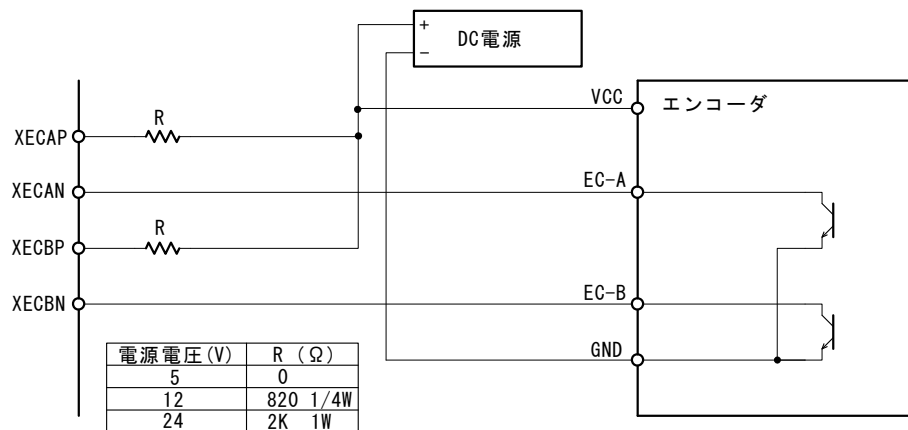 +
DC電源
−
VCC
エンコーダ
R
XECAP
XECAN
EC-A
R
XECBP
XECBN
EC-B
GND
電源電圧(V) R (Ω)
5 0
12 820 1/4W
24 2K 1W